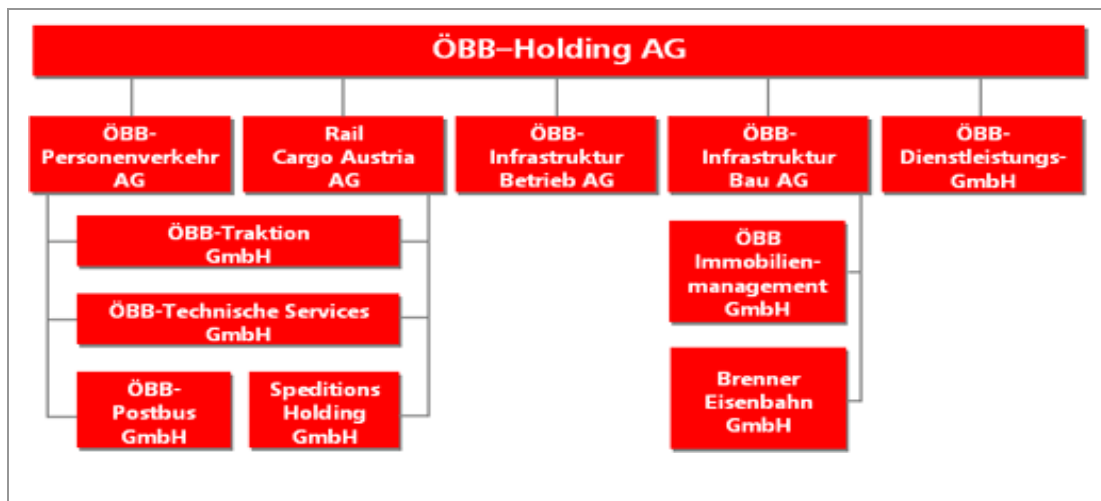 ÖBB–Holding AG
ÖBB-
Personenverkehr
AG
Rail
Cargo Austria
AG
ÖBB-
Infrastruktur
Betrieb AG
ÖBB-
Infrastruktur
Bau AG
ÖBB-
Dienstleistungs-
GmbH
ÖBB-Traktion
GmbH
ÖBB-Technische Services
GmbH
ÖBB-
Postbus
GmbH
Speditions
Holding
GmbH
ÖBB
Immobilien-
management
GmbH
Brenner
Eisenbahn
GmbH